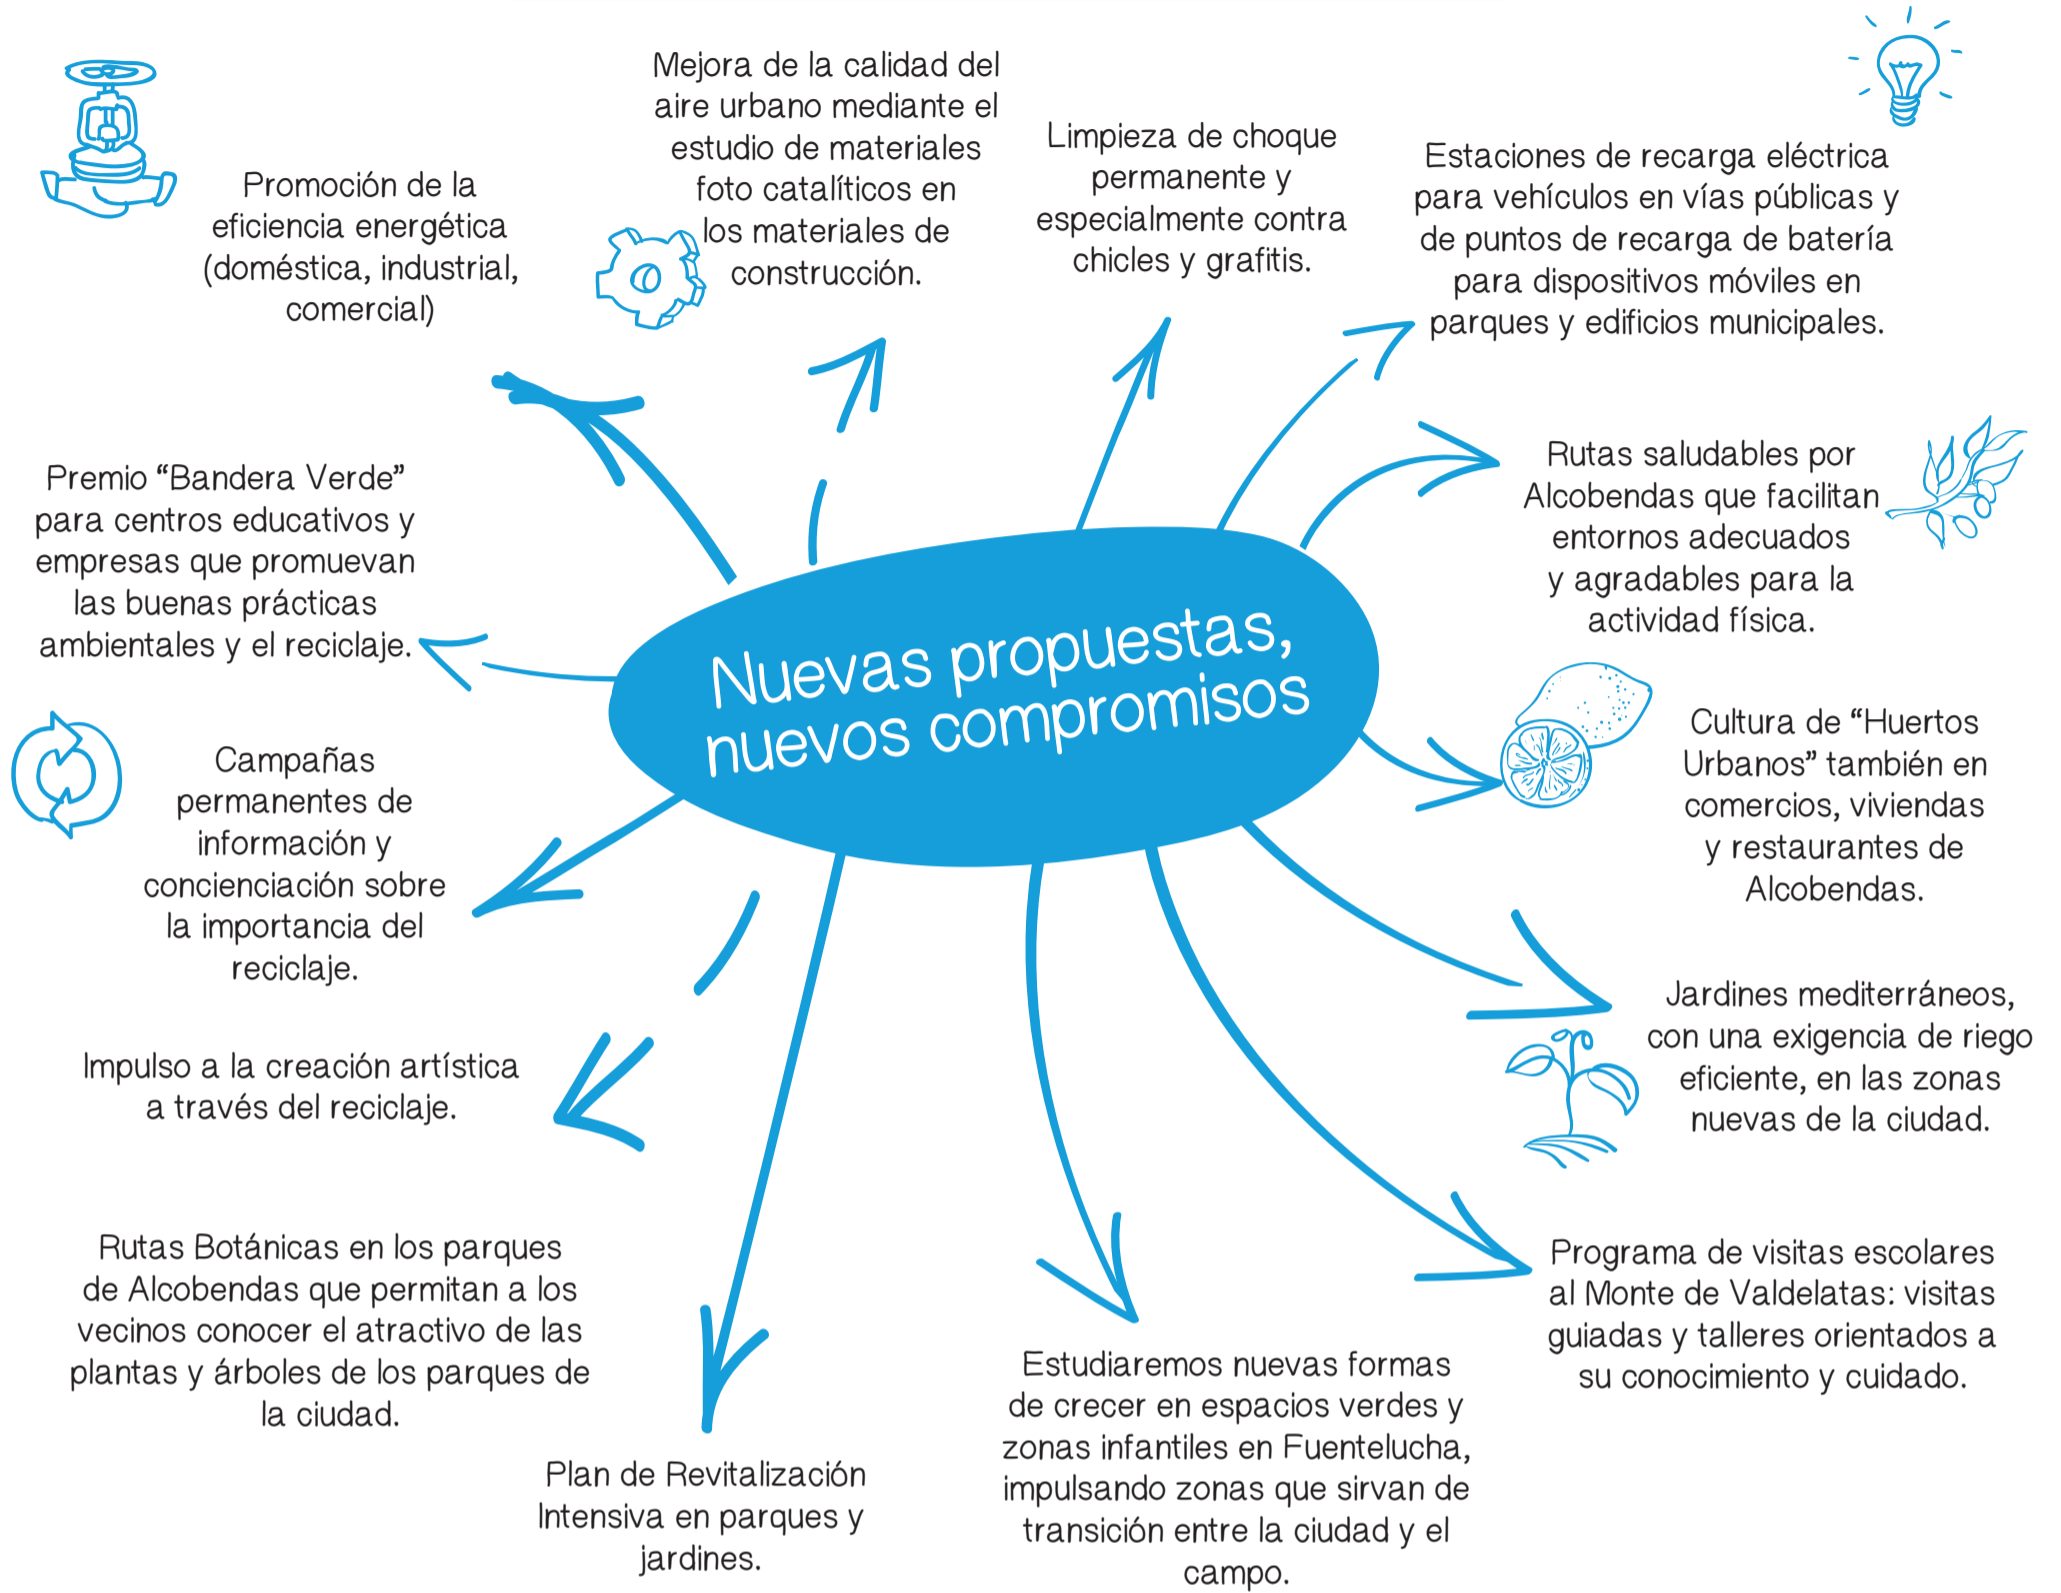 Mejora de la calidad del
aire urbano mediante el
estudio de materiales
foto catalíticos en
los materiales de
construcción.
Limpieza de choque
permanente y
especialmente contra
chicles y grafitis.
Estaciones de recarga eléctrica
para vehículos en vías públicas y
de puntos de recarga de batería
para dispositivos móviles en
parques y edificios municipales.
Promoción de la
eficiencia energética
(doméstica, industrial,
comercial)
Premio “Bandera Verde”
para centros educativos y
empresas que promuevan
las buenas prácticas
ambientales y el reciclaje.
Rutas saludables por
Alcobendas que facilitan
entornos adecuados
y agradables para la
actividad física.
Nuevas propuestas,
nuevos compromisos
Campañas
permanentes de
información y
concienciación sobre
la importancia del
reciclaje.
Cultura de “Huertos
Urbanos” también en
comercios, viviendas
y restaurantes de
Alcobendas.
Impulso a la creación artística
a través del reciclaje.
Jardines mediterráneos,
con una exigencia de riego
eficiente, en las zonas
nuevas de la ciudad.
Rutas Botánicas en los parques
de Alcobendas que permitan a los
vecinos conocer el atractivo de las
plantas y árboles de los parques de
la ciudad.
Programa de visitas escolares
al Monte de Valdelatas: visitas
guiadas y talleres orientados a
su conocimiento y cuidado.
Plan de Revitalización
Intensiva en parques y
jardines.
Estudiaremos nuevas formas
de crecer en espacios verdes y
zonas infantiles en Fuentelucha,
impulsando zonas que sirvan de
transición entre la ciudad y el
campo.